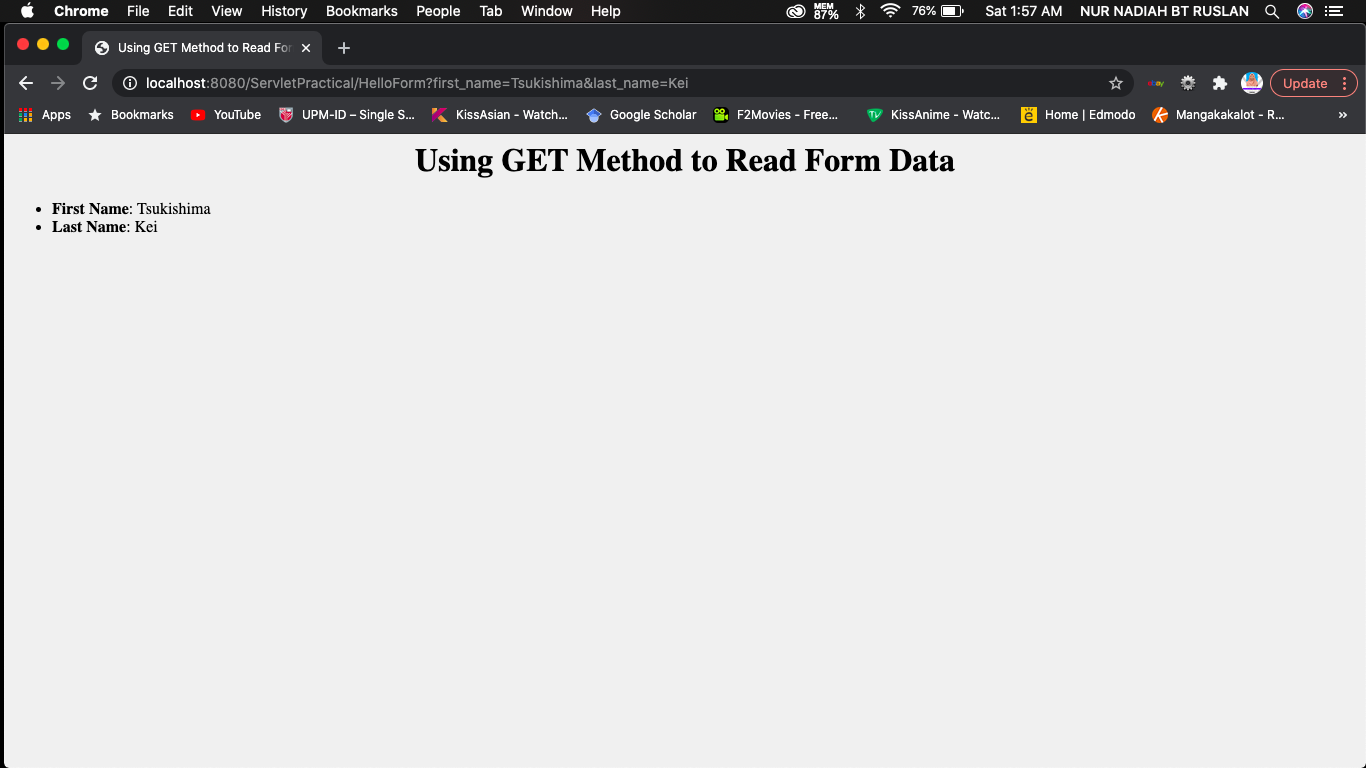 Chrome File Edit View History Bookmarks People Tab Window Help MEM 87% 76% Sat 1:57 AM NUR NADIAH BT RUSLAN
Using GET Method to Read For
localhost:8080/ServletPractical/HelloForm?first_name=Tsukishima&last_name=Kei ebay Update
Apps Bookmarks YouTube UPM-ID – Single S... KissAsian - Watch... Google Scholar F2Movies - Free... TV KissAnime - Watc... e Home | Edmodo Mangakakalot - R... »
Using GET Method to Read Form Data
• First Name: Tsukishima
• Last Name: Kei